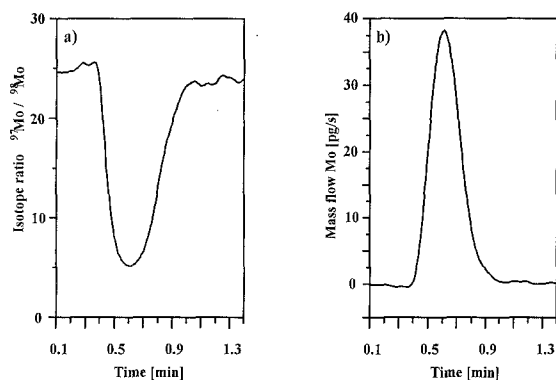 a)
30
20
10
0
Isotope ratio ⁹⁷Mo / ⁹⁸Mo
0.1 0.5 0.9 1.3
Time [min]
b)
40
30
20
10
0
Mass flow Mo [pg/s]
0.1 0.5 0.9 1.3
Time [min]